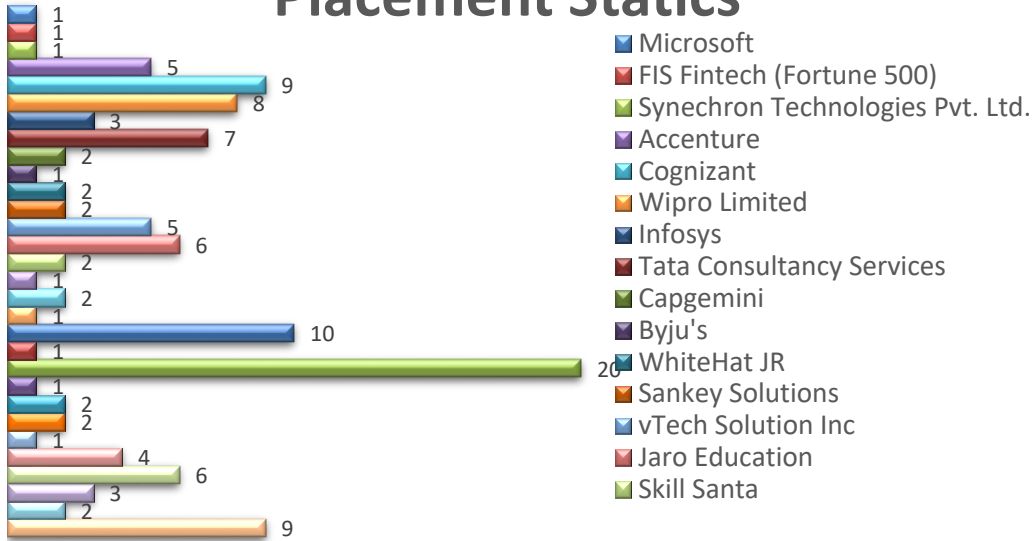 Placement Statics
1
1
1
5
9
8
3
7
2
1
2
2
5
6
2
1
2
1
10
1
20
1
2
2
1
4
6
3
2
9
Microsoft
FIS Fintech (Fortune 500)
Synechron Technologies Pvt. Ltd.
Accenture
Cognizant
Wipro Limited
Infosys
Tata Consultancy Services
Capgemini
Byju's
WhiteHat JR
Sankey Solutions
vTech Solution Inc
Jaro Education
Skill Santa